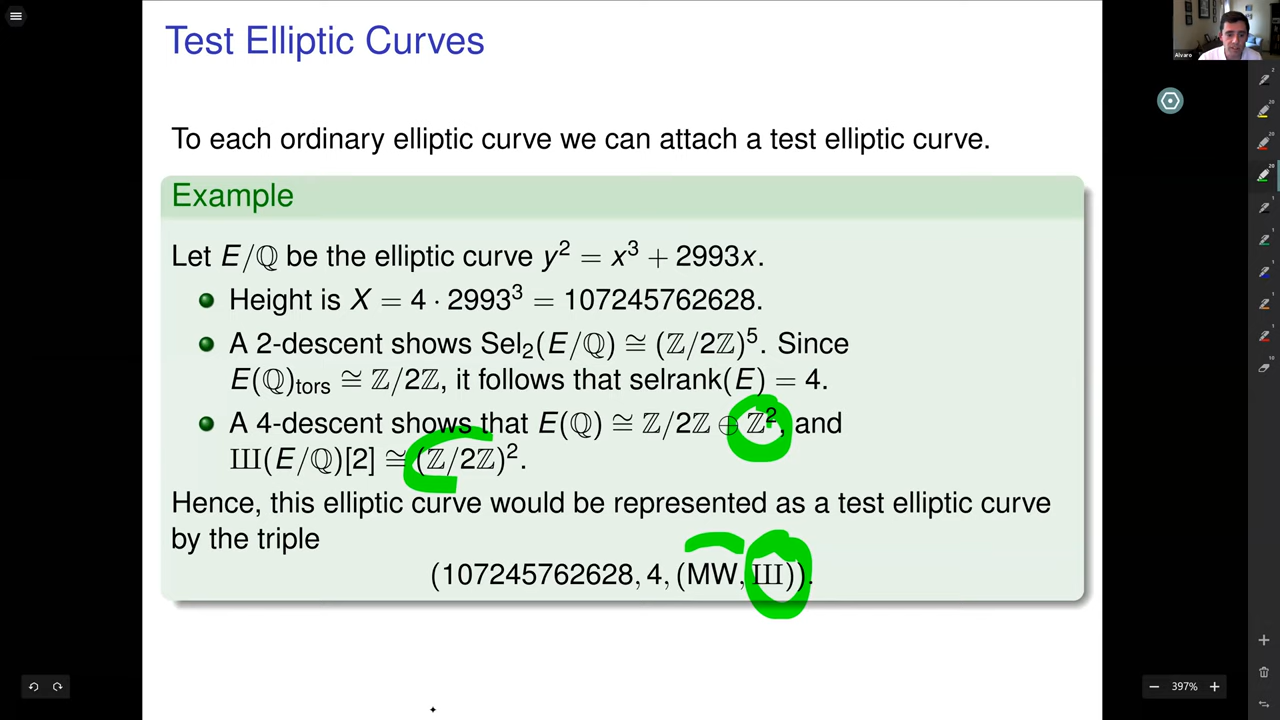 Test Elliptic Curves
Alvaro
To each ordinary elliptic curve we can attach a test elliptic curve.
Example
Let E/ℚ be the elliptic curve y² = x³ + 2993x.
Height is X = 4 · 2993³ = 107245762628.
A 2-descent shows Sel₂(E/ℚ) ≅ (ℤ/2ℤ)⁵. Since
E(ℚ)tors ≅ ℤ/2ℤ, it follows that selrank(E) = 4.
A 4-descent shows that E(ℚ) ≅ ℤ/2ℤ ⊕ ℤ², and
Ш(E/ℚ)[2] ≅ (ℤ/2ℤ)².
Hence, this elliptic curve would be represented as a test elliptic curve
by the triple
(107245762628, 4, (MW, Ш)).
397%